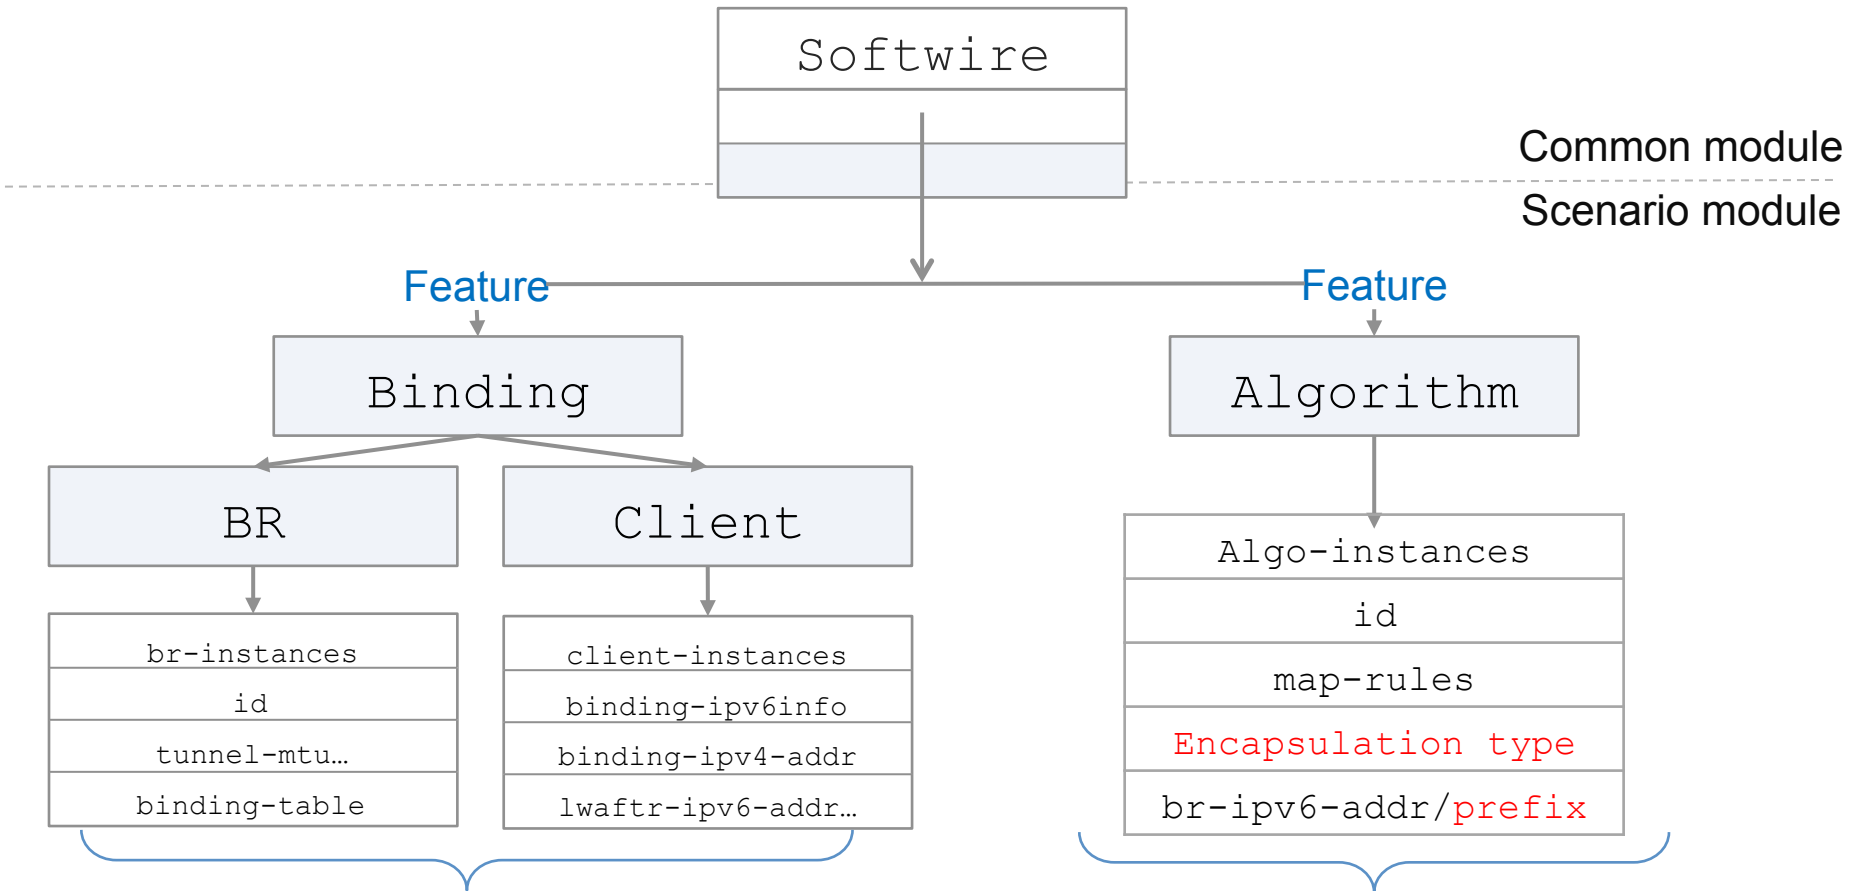 Softwire
Common module
Scenario module
Feature
Feature
Binding
Algorithm
BR
Client
br-instances
id
tunnel-mtu…
binding-table
client-instances
binding-ipv6info
binding-ipv4-addr
lwaftr-ipv6-addr…
Algo-instances
id
map-rules
Encapsulation type
br-ipv6-addr/prefix